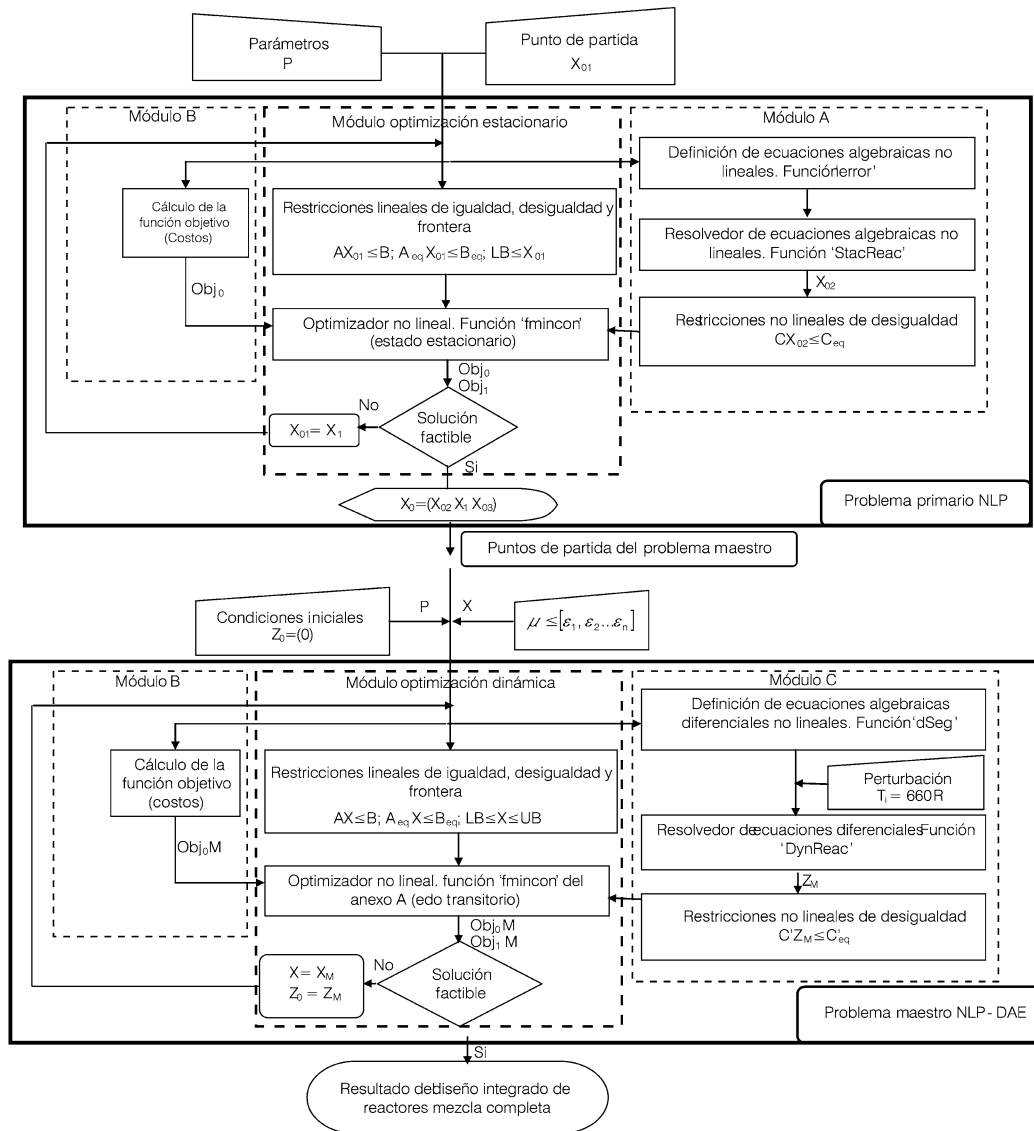 Parámetros
P
Punto de partida
X01
Módulo B
Módulo optimización estacionario
Módulo A
Cálculo de la
función objetivo
(Costos)
Obj0
Restricciones lineales de igualdad, desigualdad y
frontera
AX01≤B; Aeq X01≤Beq; LB≤X01
Definición de ecuaciones algebraicas no
lineales. Función'error'
Resolvedor de ecuaciones algebraicas no
lineales. Función 'StacReac'
X02
Restricciones no lineales de desigualdad
CX02≤Ceq
Optimizador no lineal. Función 'fmincon'
(estado estacionario)
Obj0
Obj1
No
X01= X1
Solución
factible
Si
X0=(X02 X1 X03)
Problema primario NLP
Puntos de partida del problema maestro
Condiciones iniciales
Z0=(0)
P
X
μ ≤[ε1, ε2...εn]
Módulo B
Módulo optimización dinámica
Módulo C
Cálculo de la
función objetivo
(costos)
Obj0M
Restricciones lineales de igualdad, desigualdad y
frontera
AX≤B; Aeq X≤Beq; LB≤X≤UB
Definición de ecuaciones algebraicas
diferenciales no lineales. Función'dSeg'
Perturbación
Ti = 660R
Resolvedor de ecuaciones diferenciales Función
'DynReac'
ZM
Restricciones no lineales de desigualdad
C'ZM≤C'eq
Optimizador no lineal. función 'fmincon' del
anexo A (edo transitorio)
Obj0M
Obj1 M
No
X= XM
Z0 = ZM
Solución
factible
Si
Problema maestro NLP- DAE
Resultado del diseño integrado de
reactores mezcla completa